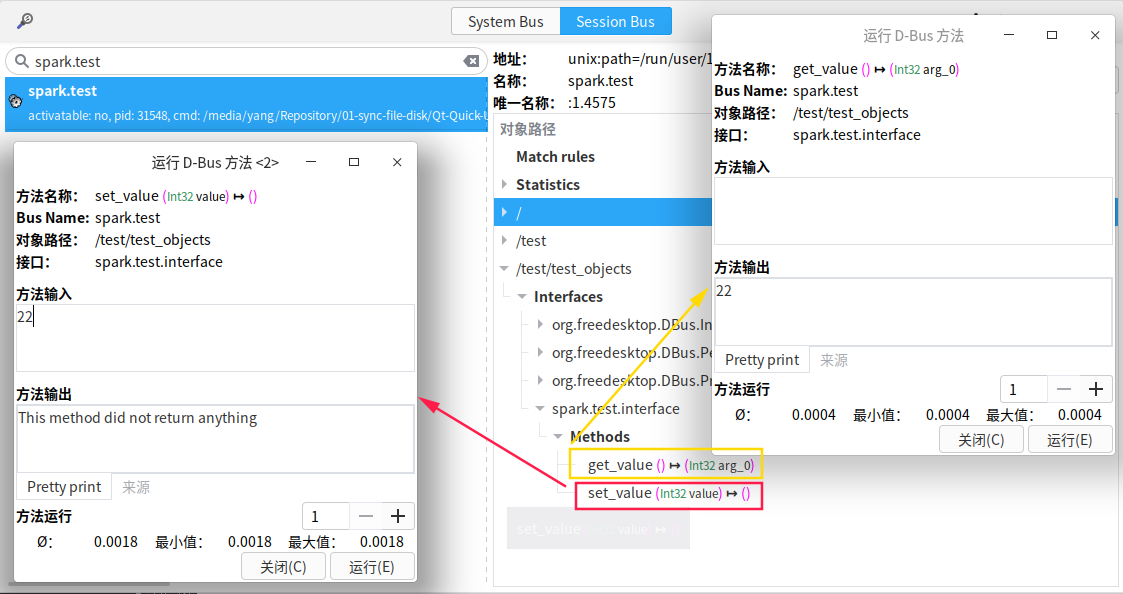 System Bus
Session Bus
spark.test
spark.test
activatable: no, pid: 31548, cmd: /media/yang/Repository/01-sync-file-disk/Qt-Quick-U
地址： unix:path=/run/user/1
名称： spark.test
唯一名称： :1.4575
对象路径
Match rules
Statistics
/
/test
/test/test_objects
Interfaces
org.freedesktop.DBus.In
org.freedesktop.DBus.Pe
org.freedesktop.DBus.Pr
spark.test.interface
Methods
get_value () ↦ (Int32 arg_0)
set_value (Int32 value) ↦ ()
set_value value ↦ ()
运行 D-Bus 方法 <2>
方法名称： set_value (Int32 value) ↦ ()
Bus Name: spark.test
对象路径： /test/test_objects
接口： spark.test.interface
方法输入
22
方法输出
This method did not return anything
Pretty print 来源
方法运行 1
Ø： 0.0018 最小值： 0.0018 最大值： 0.0018
关闭(C) 运行(E)
运行 D-Bus 方法
方法名称： get_value () ↦ (Int32 arg_0)
Bus Name: spark.test
对象路径： /test/test_objects
接口： spark.test.interface
方法输入
方法输出
22
Pretty print 来源
方法运行 1
Ø： 0.0004 最小值： 0.0004 最大值： 0.0004
关闭(C) 运行(E)